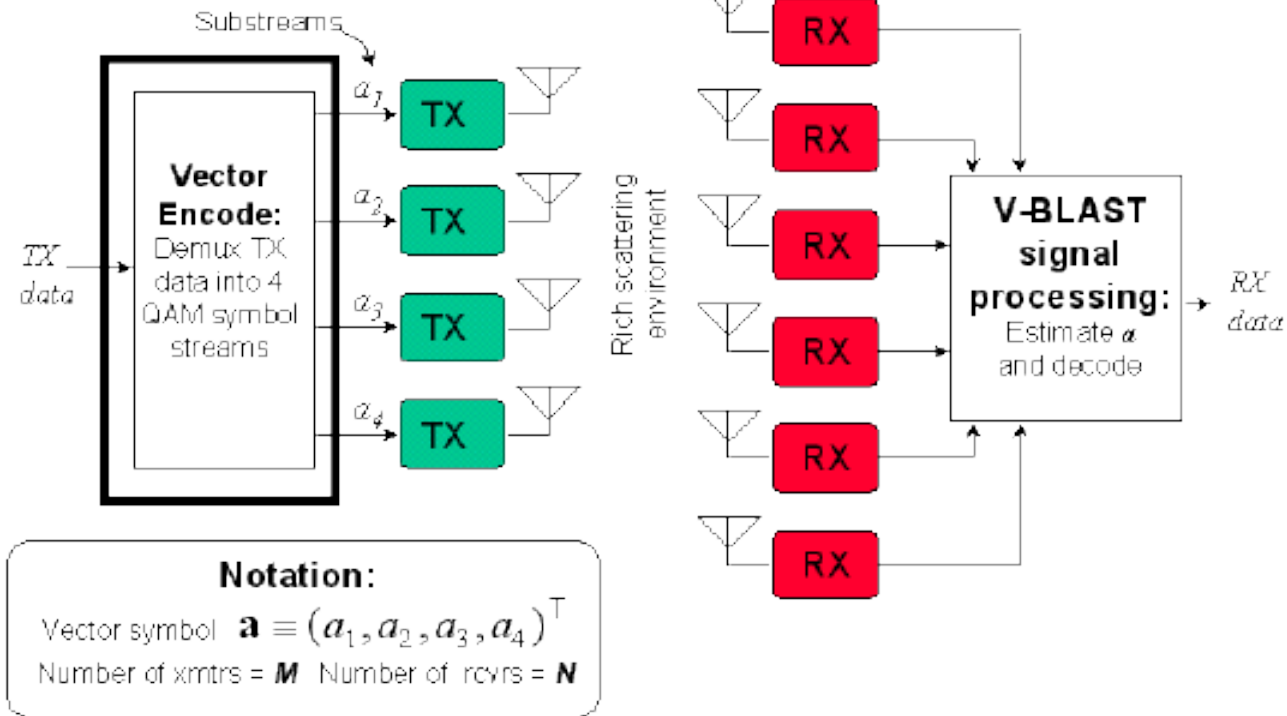 Substreams
a1
TX
a2
TX
a3
TX
a4
TX
TX
data
Vector
Encode:
Demux TX
data into 4
QAM symbol
streams
Rich scattering
environment
RX
RX
RX
RX
RX
RX
V-BLAST
signal
processing:
Estimate a
and decode
RX
data
Notation:
Vector symbol a ≡ (a1, a2, a3, a4)^T
Number of xmtrs = M Number of rcvrs = N